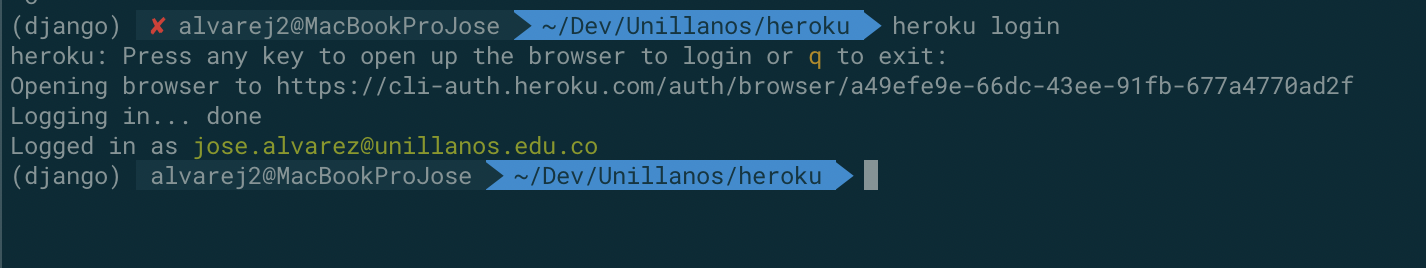 (django) ✘ alvarej2@MacBookProJose ~/Dev/Unillanos/heroku heroku login
heroku: Press any key to open up the browser to login or q to exit:
Opening browser to https://cli-auth.heroku.com/auth/browser/a49efe9e-66dc-43ee-91fb-677a4770ad2f
Logging in... done
Logged in as jose.alvarez@unillanos.edu.co
(django) alvarej2@MacBookProJose ~/Dev/Unillanos/heroku